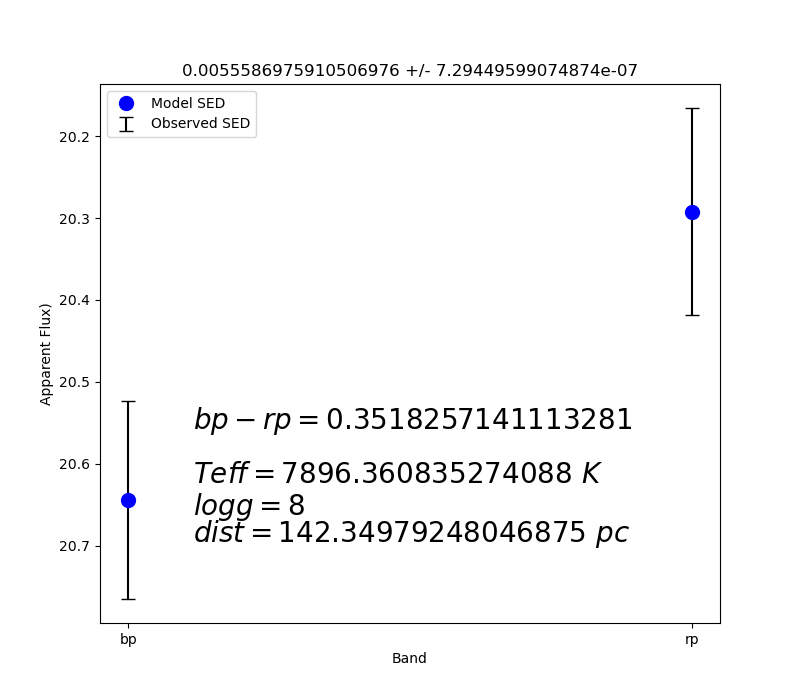 0.0055586975910506976 +/- 7.29449599074874e-07
Model SED
Observed SED
20.2
20.3
20.4
20.5
20.6
20.7
Apparent Flux)
bp − rp = 0.3518257141113281
Teff = 7896.360835274088 K
logg = 8
dist = 142.34979248046875 pc
bp
rp
Band